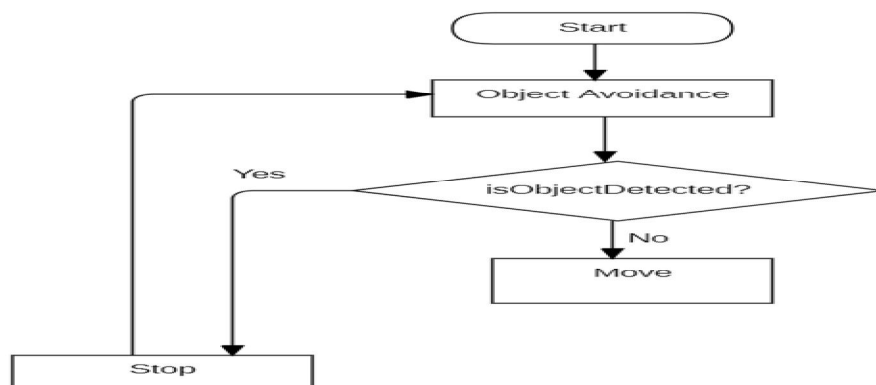 Start
Object Avoidance
Yes
isObjectDetected?
No
Move
Stop